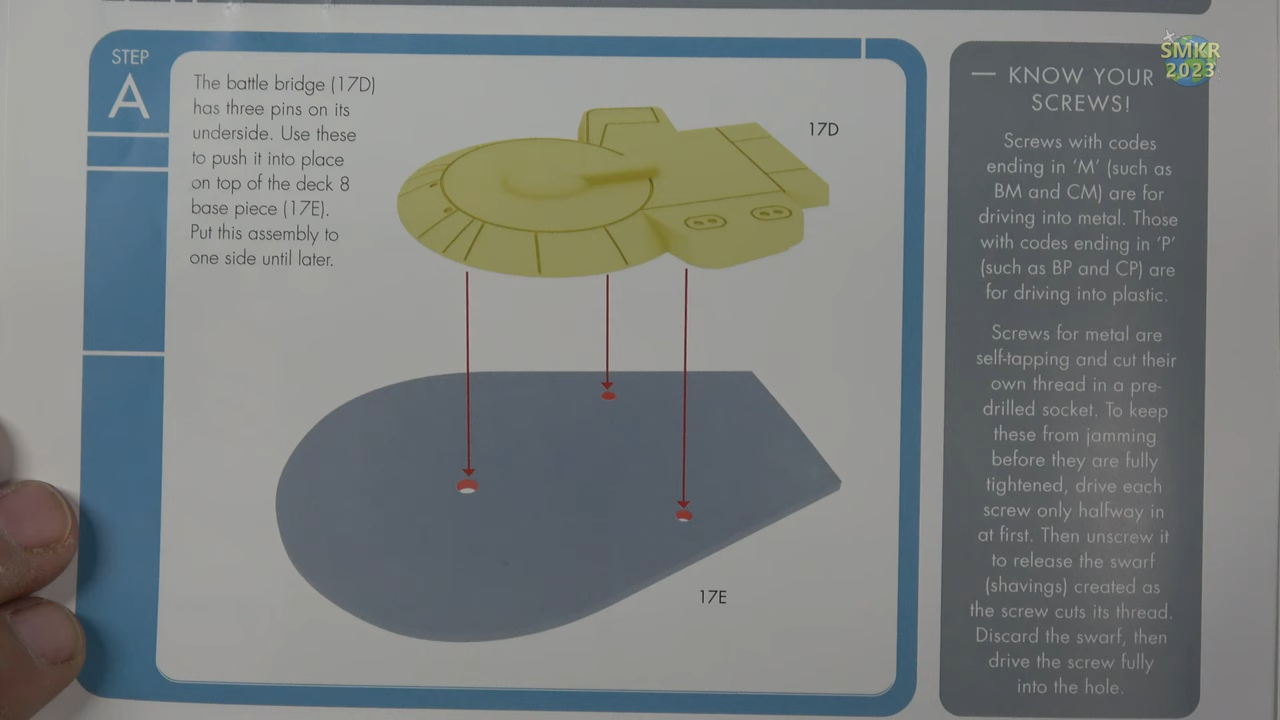 STEP
A
The battle bridge (17D)
has three pins on its
underside. Use these
to push it into place
on top of the deck 8
base piece (17E).
Put this assembly to
one side until later.
17D
17E
SMKR
2023
— KNOW YOUR
SCREWS!
Screws with codes
ending in ‘M’ (such as
BM and CM) are for
driving into metal. Those
with codes ending in ‘P’
(such as BP and CP) are
for driving into plastic.
Screws for metal are
self-tapping and cut their
own thread in a pre-
drilled socket. To keep
these from jamming
before they are fully
tightened, drive each
screw only halfway in
at first. Then unscrew it
to release the swarf
(shavings) created as
the screw cuts its thread.
Discard the swarf, then
drive the screw fully
into the hole.